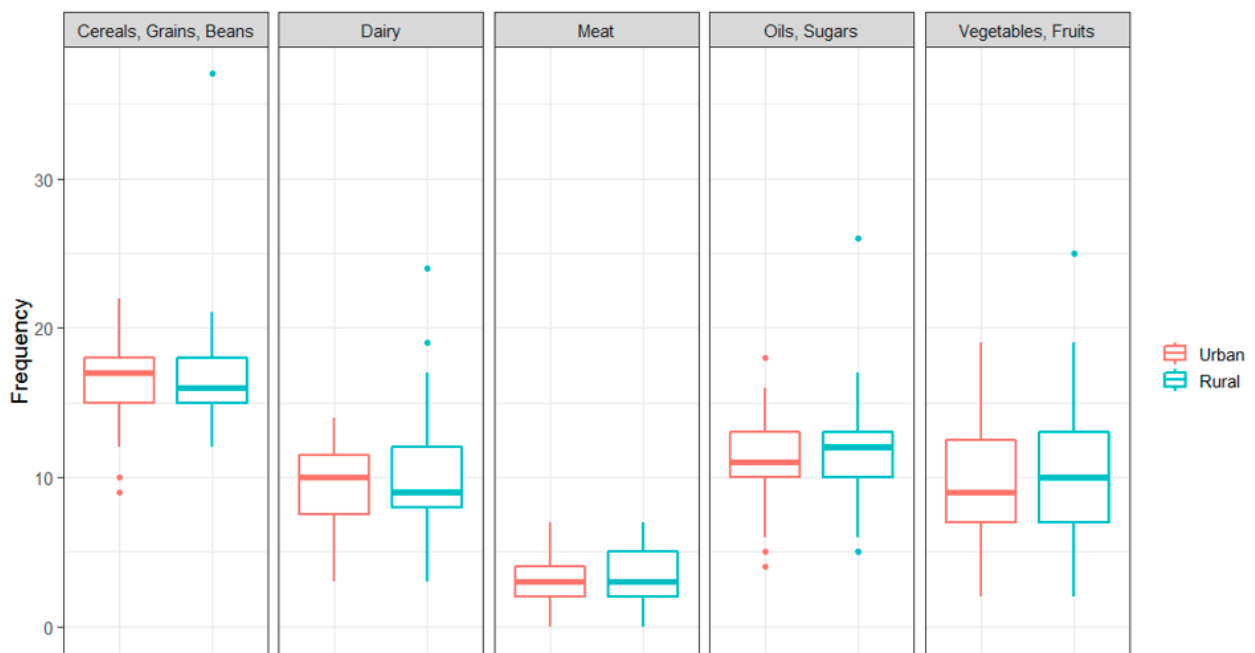 Cereals, Grains, Beans
Dairy
Meat
Oils, Sugars
Vegetables, Fruits
Frequency
30
20
10
0
Urban
Rural